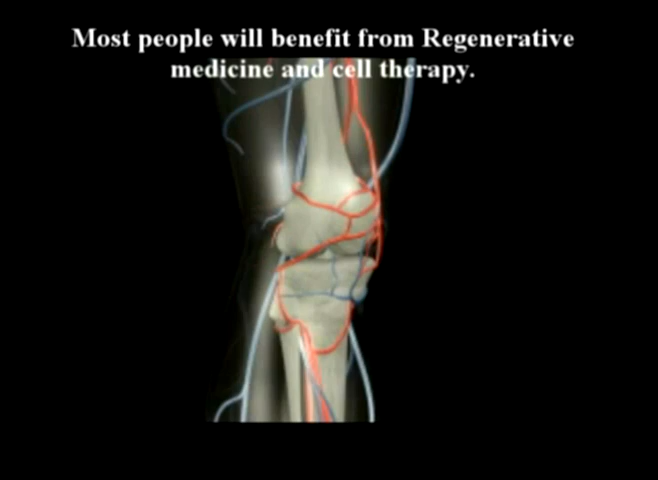 Most people will benefit from Regenerative
medicine and cell therapy.